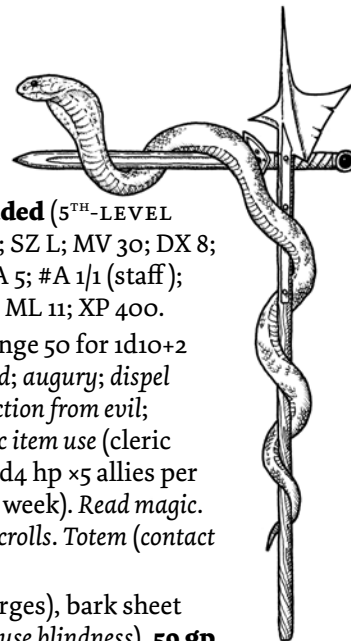 ded (5TH-LEVEL
; SZ L; MV 30; DX 8;
A 5; #A 1/1 (staff);
ML 11; XP 400.
nge 50 for 1d10+2
d; augury; dispel
ction from evil;
c item use (cleric
d4 hp ×5 allies per
week). Read magic.
crolls. Totem (contact
rges), bark sheet
use blindness), 50 gp